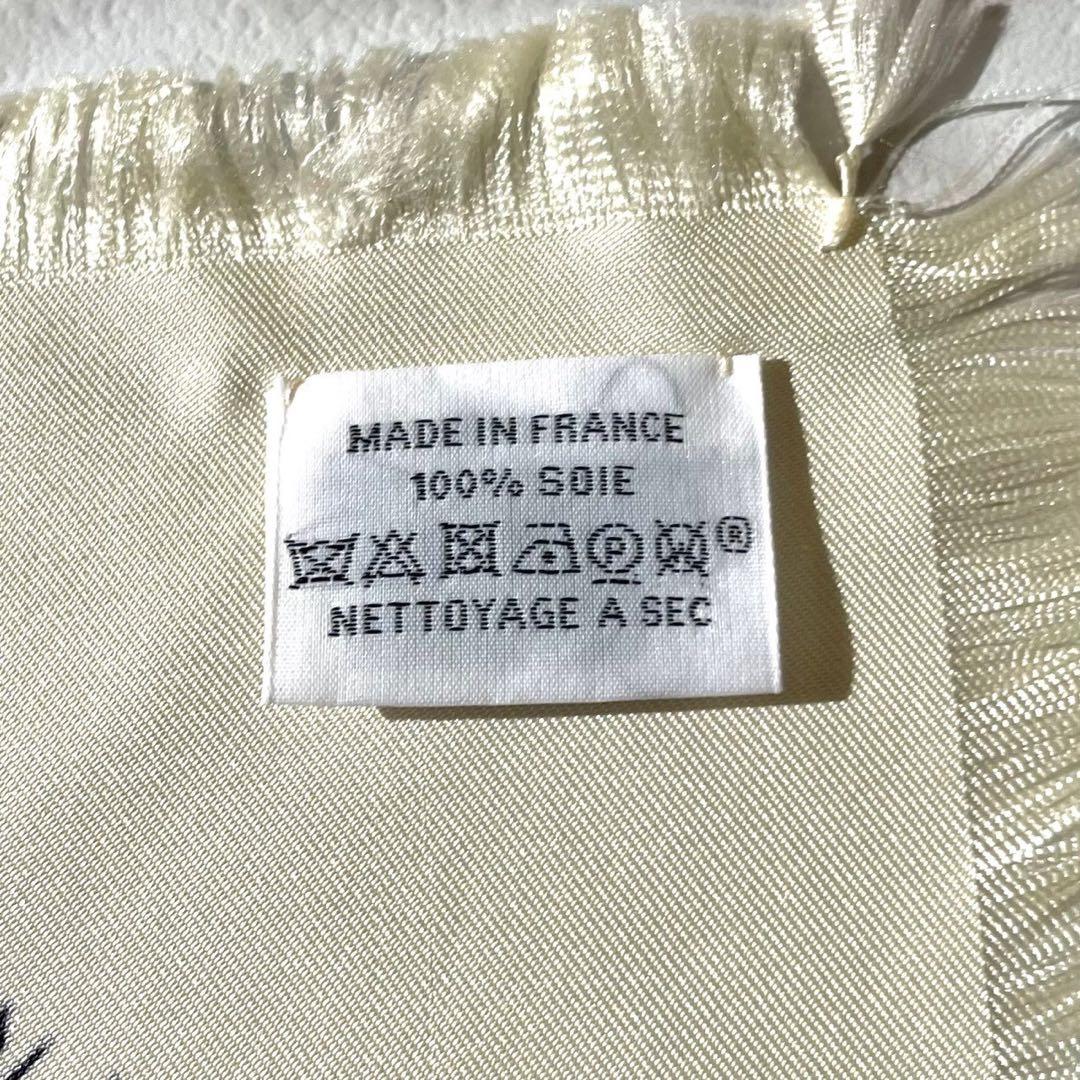 MADE IN FRANCE
100% SOIE
P W ®
NETTOYAGE A SEC